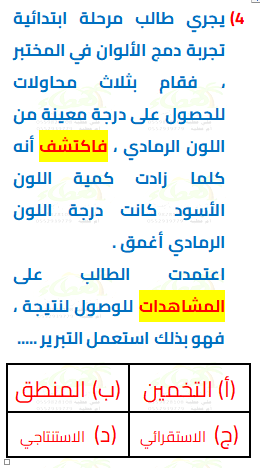 4) يجري طالب مرحلة ابتدائية
تجربة دمج الألوان في المختبر
، فقام بثلاث محاولات
للحصول على درجة معينة من
اللون الرمادي ، فاكتشف أنه
كلما زادت كمية اللون
الأسود كانت درجة اللون
الرمادي أغمق .
اعتمدت الطالب على
المشاهدات للوصول لنتيجة ،
فهو بذلك استعمل التبرير .....
(أ) التخمين (ب) المنطق
(ج) الاستقرائي (د) الاستنتاجي